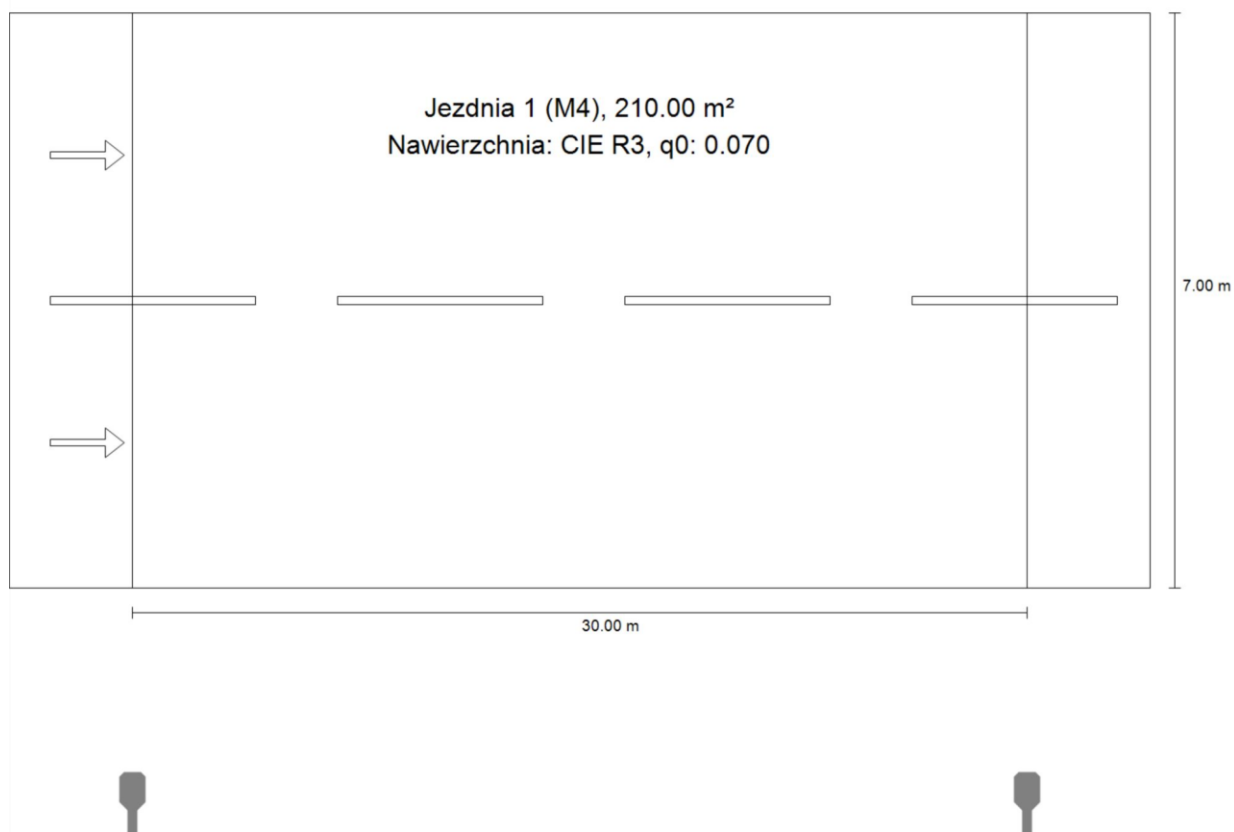 Jezdnia 1 (M4), 210.00 m²
Nawierzchnia: CIE R3, q0: 0.070
7.00 m
30.00 m